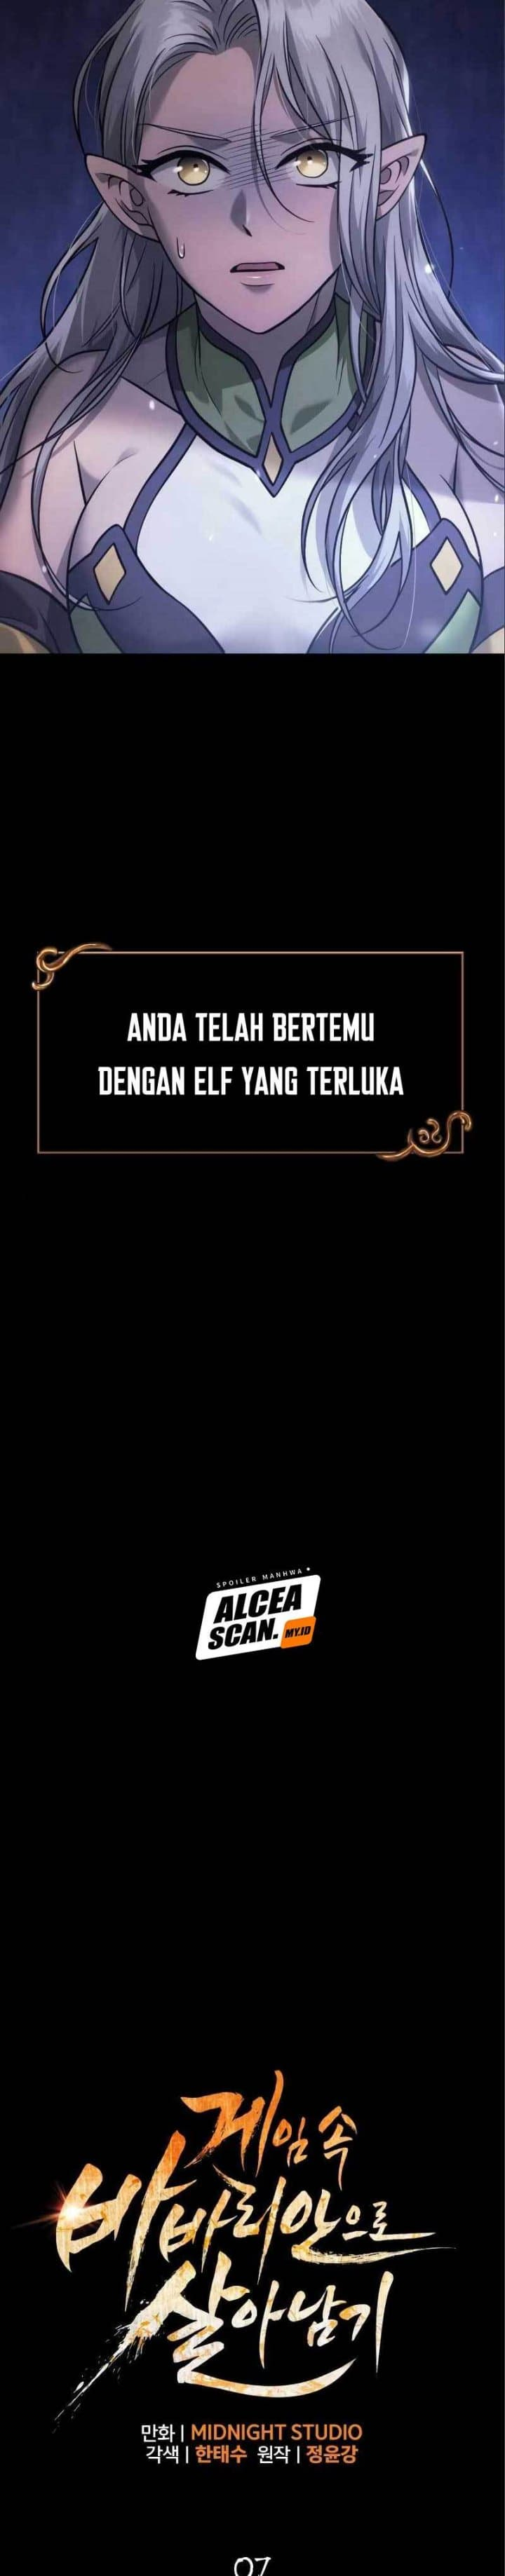 ANDA TELAH BERTEMU
DENGAN ELF YANG TERLUKA
SPOILER MANHWA
ALCEA
SCAN. MY.ID
게임 속
바바리안으로
살아남기
만화 | MIDNIGHT STUDIO
각색 | 한태수 원작 | 정윤강
07